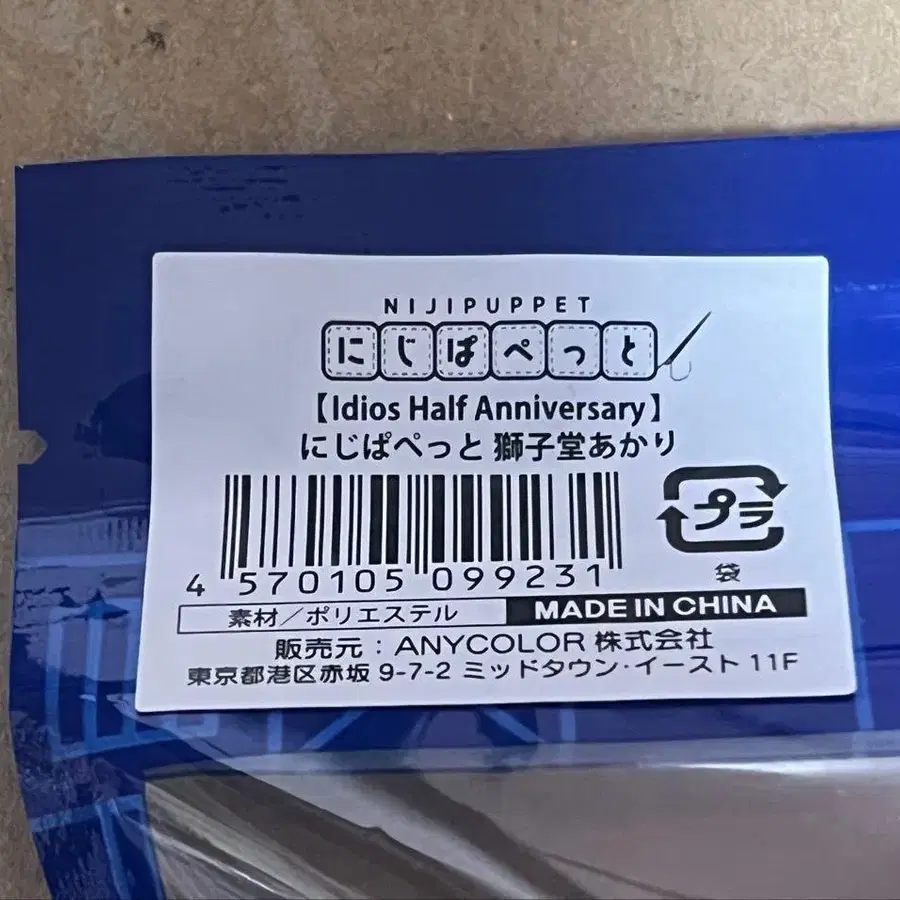 NIJIPUPPET
にじぱぺっと
【Idios Half Anniversary】
にじぱぺっと 獅子堂あかり
4 570105 099231
プラ
袋
素材/ポリエステル
MADE IN CHINA
販売元:ANYCOLOR 株式会社
東京都港区赤坂 9-7-2 ミッドタウン・イースト 11F